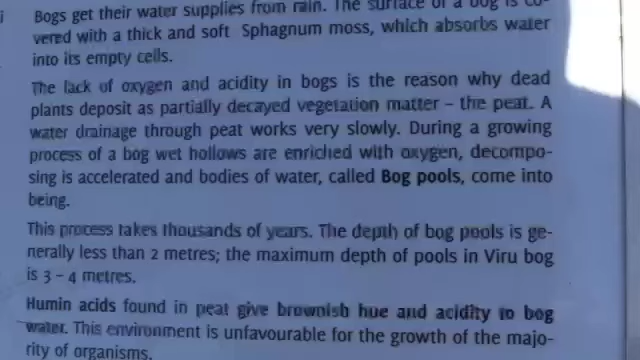 Bogs get their water supplies from rain. The surface of a bog is co-
vered with a thick and soft Sphagnum moss, which absorbs water
into its empty cells.
The lack of oxygen and acidity in bogs is the reason why dead
plants deposit as partially decayed vegetation matter – the peat. A
water drainage through peat works very slowly. During a growing
process of a bog wet hollows are enriched with oxygen, decompo-
sing is accelerated and bodies of water, called Bog pools, come into
being.
This process takes thousands of years. The depth of bog pools is ge-
nerally less than 2 metres; the maximum depth of pools in Viru bog
is 3 – 4 metres.
Humin acids found in peat give brownish hue and acidity to bog
water. This environment is unfavourable for the growth of the majo-
rity of organisms.